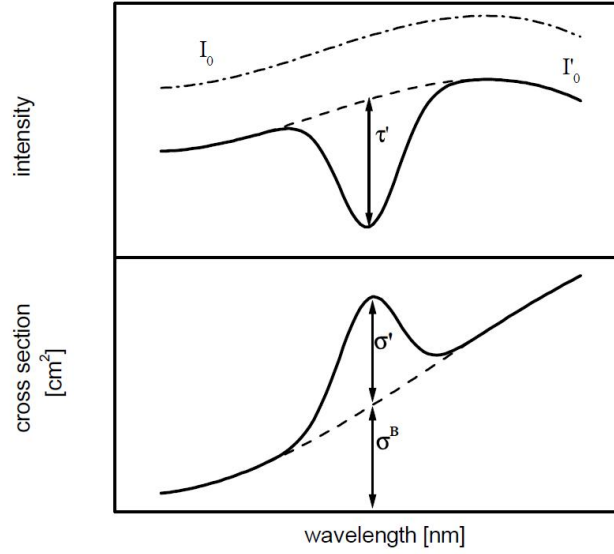 I₀
I'₀
τ'
intensity
σ'
σᴮ
cross section
[cm²]
wavelength [nm]